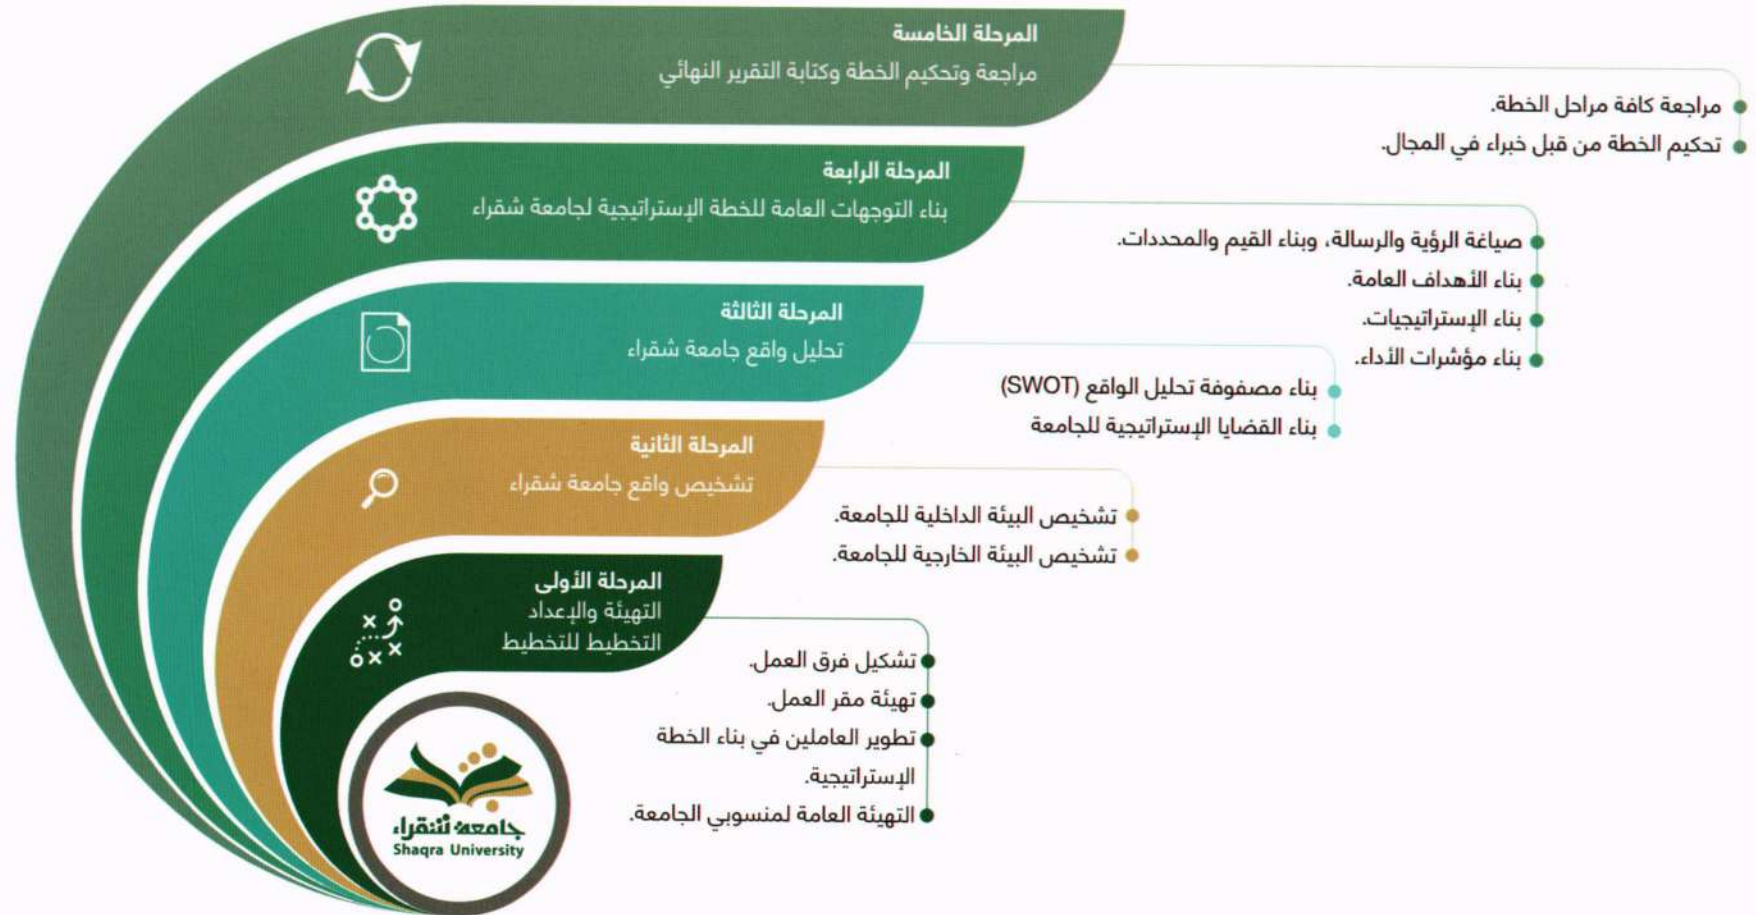 المرحلة الخامسة
مراجعة وتحكيم الخطة وكتابة التقرير النهائي
مراجعة كافة مراحل الخطة.
تحكيم الخطة من قبل خبراء في المجال.
المرحلة الرابعة
بناء التوجهات العامة للخطة الإستراتيجية لجامعة شقراء
صياغة الرؤية والرسالة، وبناء القيم والمحددات.
بناء الأهداف العامة.
بناء الإستراتيجيات.
بناء مؤشرات الأداء.
المرحلة الثالثة
تحليل واقع جامعة شقراء
بناء مصفوفة تحليل الواقع (SWOT)
بناء القضايا الإستراتيجية للجامعة
المرحلة الثانية
تشخيص واقع جامعة شقراء
تشخيص البيئة الداخلية للجامعة.
تشخيص البيئة الخارجية للجامعة.
المرحلة الأولى
التهيئة والإعداد
التخطيط للتخطيط
تشكيل فرق العمل.
تهيئة مقر العمل.
تطوير العاملين في بناء الخطة
الإستراتيجية.
التهيئة العامة لمنسوبي الجامعة.
جامعة شقراء
Shaqra University